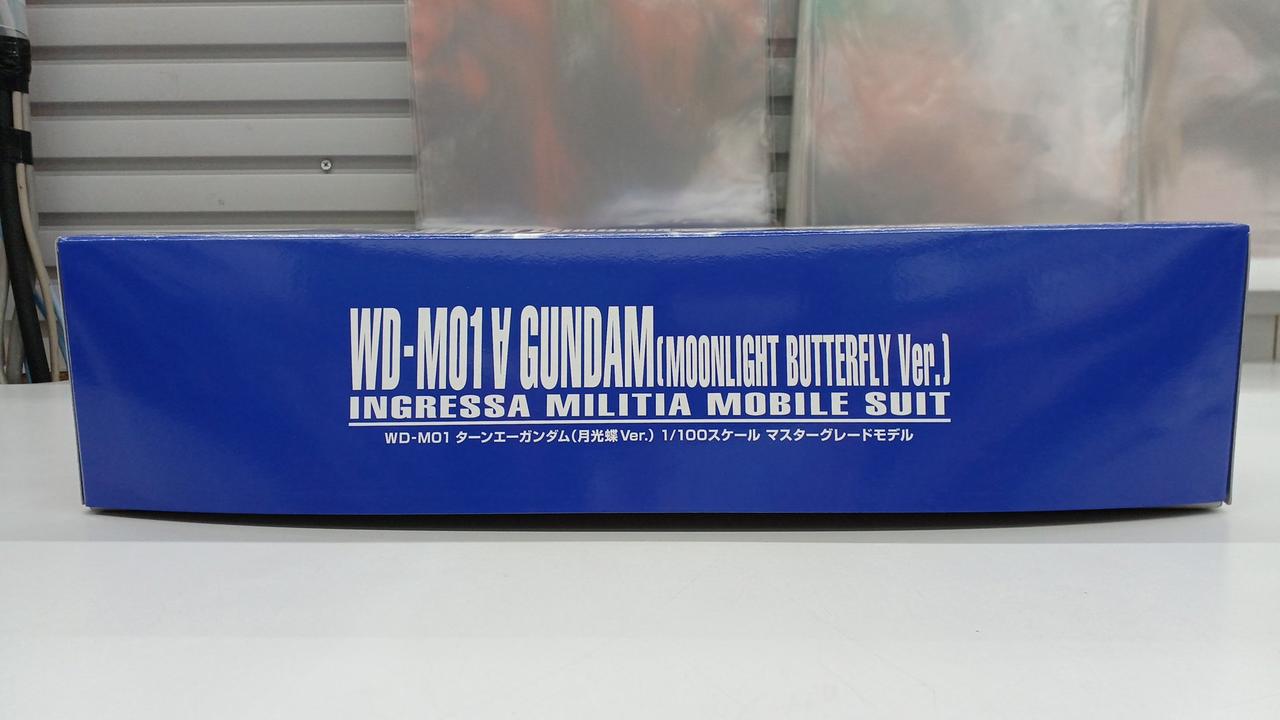 WD-M01 ∀ GUNDAM(MOONLIGHT BUTTERFLY Ver.)
INGRESSA MILITIA MOBILE SUIT
WD-M01 ターンエーガンダム(月光蝶Ver.) 1/100スケール マスターグレードモデル